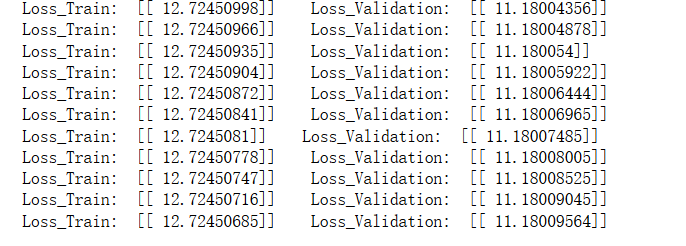 Loss_Train:  [[ 12.72450998]]    Loss_Validation:  [[ 11.18004356]]
Loss_Train:  [[ 12.72450966]]    Loss_Validation:  [[ 11.18004878]]
Loss_Train:  [[ 12.72450935]]    Loss_Validation:  [[ 11.180054]]
Loss_Train:  [[ 12.72450904]]    Loss_Validation:  [[ 11.18005922]]
Loss_Train:  [[ 12.72450872]]    Loss_Validation:  [[ 11.18006444]]
Loss_Train:  [[ 12.72450841]]    Loss_Validation:  [[ 11.18006965]]
Loss_Train:  [[ 12.7245081]]    Loss_Validation:  [[ 11.18007485]]
Loss_Train:  [[ 12.72450778]]    Loss_Validation:  [[ 11.18008005]]
Loss_Train:  [[ 12.72450747]]    Loss_Validation:  [[ 11.18008525]]
Loss_Train:  [[ 12.72450716]]    Loss_Validation:  [[ 11.18009045]]
Loss_Train:  [[ 12.72450685]]    Loss_Validation:  [[ 11.18009564]]